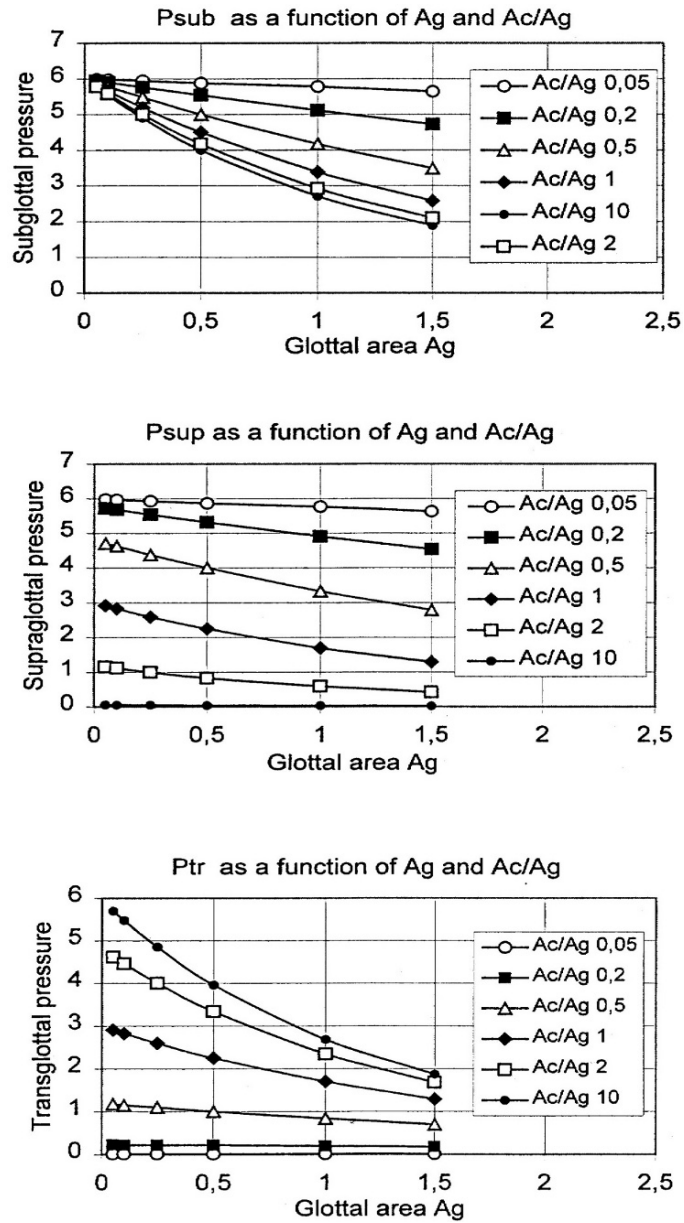 Psub as a function of Ag and Ac/Ag
Subglottal pressure
7
6
5
4
3
2
1
0
Ac/Ag 0,05
Ac/Ag 0,2
Ac/Ag 0,5
Ac/Ag 1
Ac/Ag 10
Ac/Ag 2
0 0,5 1 1,5 2 2,5
Glottal area Ag
Psup as a function of Ag and Ac/Ag
Supraglottal pressure
7
6
5
4
3
2
1
0
Ac/Ag 0,05
Ac/Ag 0,2
Ac/Ag 0,5
Ac/Ag 1
Ac/Ag 2
Ac/Ag 10
0 0,5 1 1,5 2 2,5
Glottal area Ag
Ptr as a function of Ag and Ac/Ag
Transglottal pressure
6
5
4
3
2
1
0
Ac/Ag 0,05
Ac/Ag 0,2
Ac/Ag 0,5
Ac/Ag 1
Ac/Ag 2
Ac/Ag 10
0 0,5 1 1,5 2 2,5
Glottal area Ag